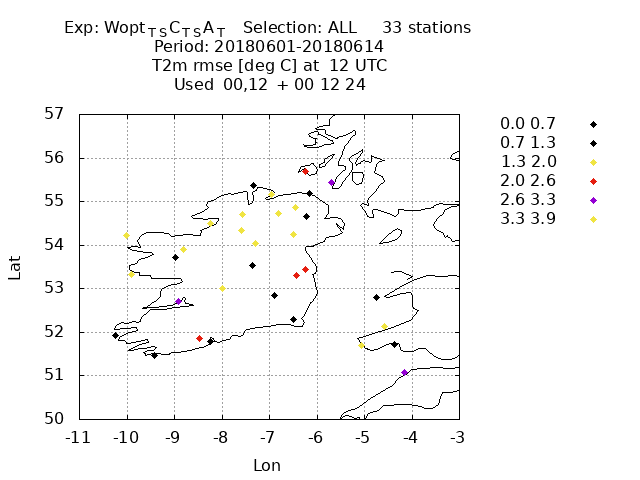 Exp: Wopt_TS C_TS A_T Selection: ALL 33 stations
Period: 20180601-20180614
T2m rmse [deg C] at 12 UTC
Used 00,12 + 00 12 24
57
56
55
54
53
52
51
50
Lat
-11 -10 -9 -8 -7 -6 -5 -4 -3
Lon
0.0 0.7
0.7 1.3
1.3 2.0
2.0 2.6
2.6 3.3
3.3 3.9